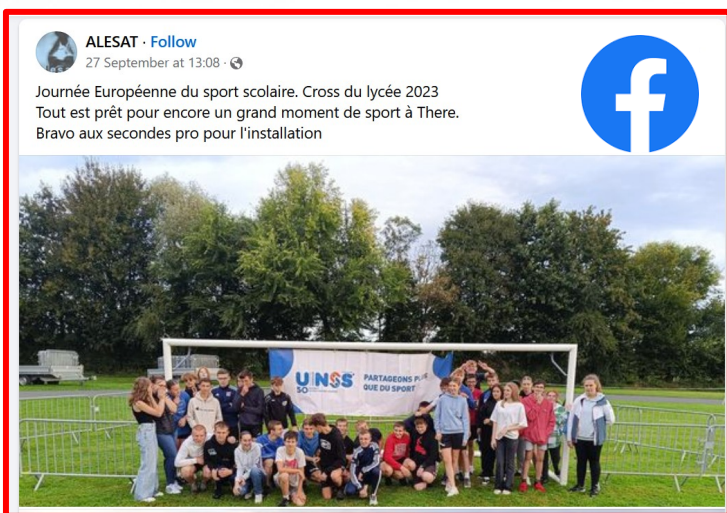 ALESAT · Follow
27 September at 13:08 ·
Journée Européenne du sport scolaire. Cross du lycée 2023
Tout est prêt pour encore un grand moment de sport à There.
Bravo aux secondes pro pour l'installation
UNSS
50
PARTAGEONS PLUS
QUE DU SPORT